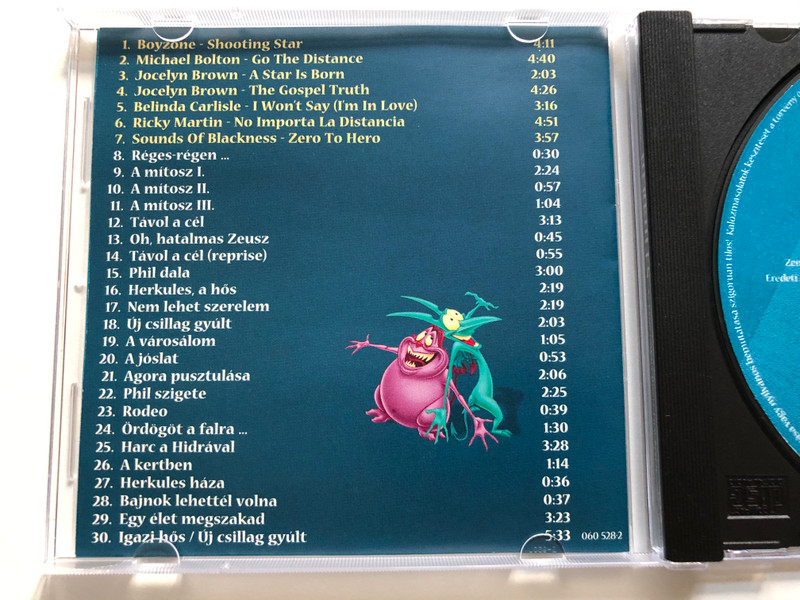 1. Boyzone - Shooting Star 4:11
2. Michael Bolton - Go The Distance 4:40
3. Jocelyn Brown - A Star Is Born 2:03
4. Jocelyn Brown - The Gospel Truth 4:26
5. Belinda Carlisle - I Won't Say (I'm In Love) 3:16
6. Ricky Martin - No Importa La Distancia 4:51
7. Sounds Of Blackness - Zero To Hero 3:57
8. Réges-régen ... 0:30
9. A mítosz I. 2:24
10. A mítosz II. 0:57
11. A mítosz III. 1:04
12. Távol a cél 3:13
13. Oh, hatalmas Zeusz 0:45
14. Távol a cél (reprise) 0:55
15. Phil dala 3:00
16. Herkules, a hős 2:19
17. Nem lehet szerelem 2:19
18. Új csillag gyúlt 2:03
19. A városálom 1:05
20. A jóslat 0:53
21. Agora pusztulása 2:06
22. Phil szigete 2:25
23. Rodeo 0:39
24. Ördögöt a falra ... 1:30
25. Harc a Hidrával 3:28
26. A kertben 1:14
27. Herkules háza 0:36
28. Bajnok lehettél volna 0:37
29. Egy élet megszakad 3:23
30. Igazi hős / Új csillag gyúlt 5:33 060 528-2
vagy nyilvános bemutatása szigorúan tilos! Kalózmásolatok készítését a törvény
Eredeti